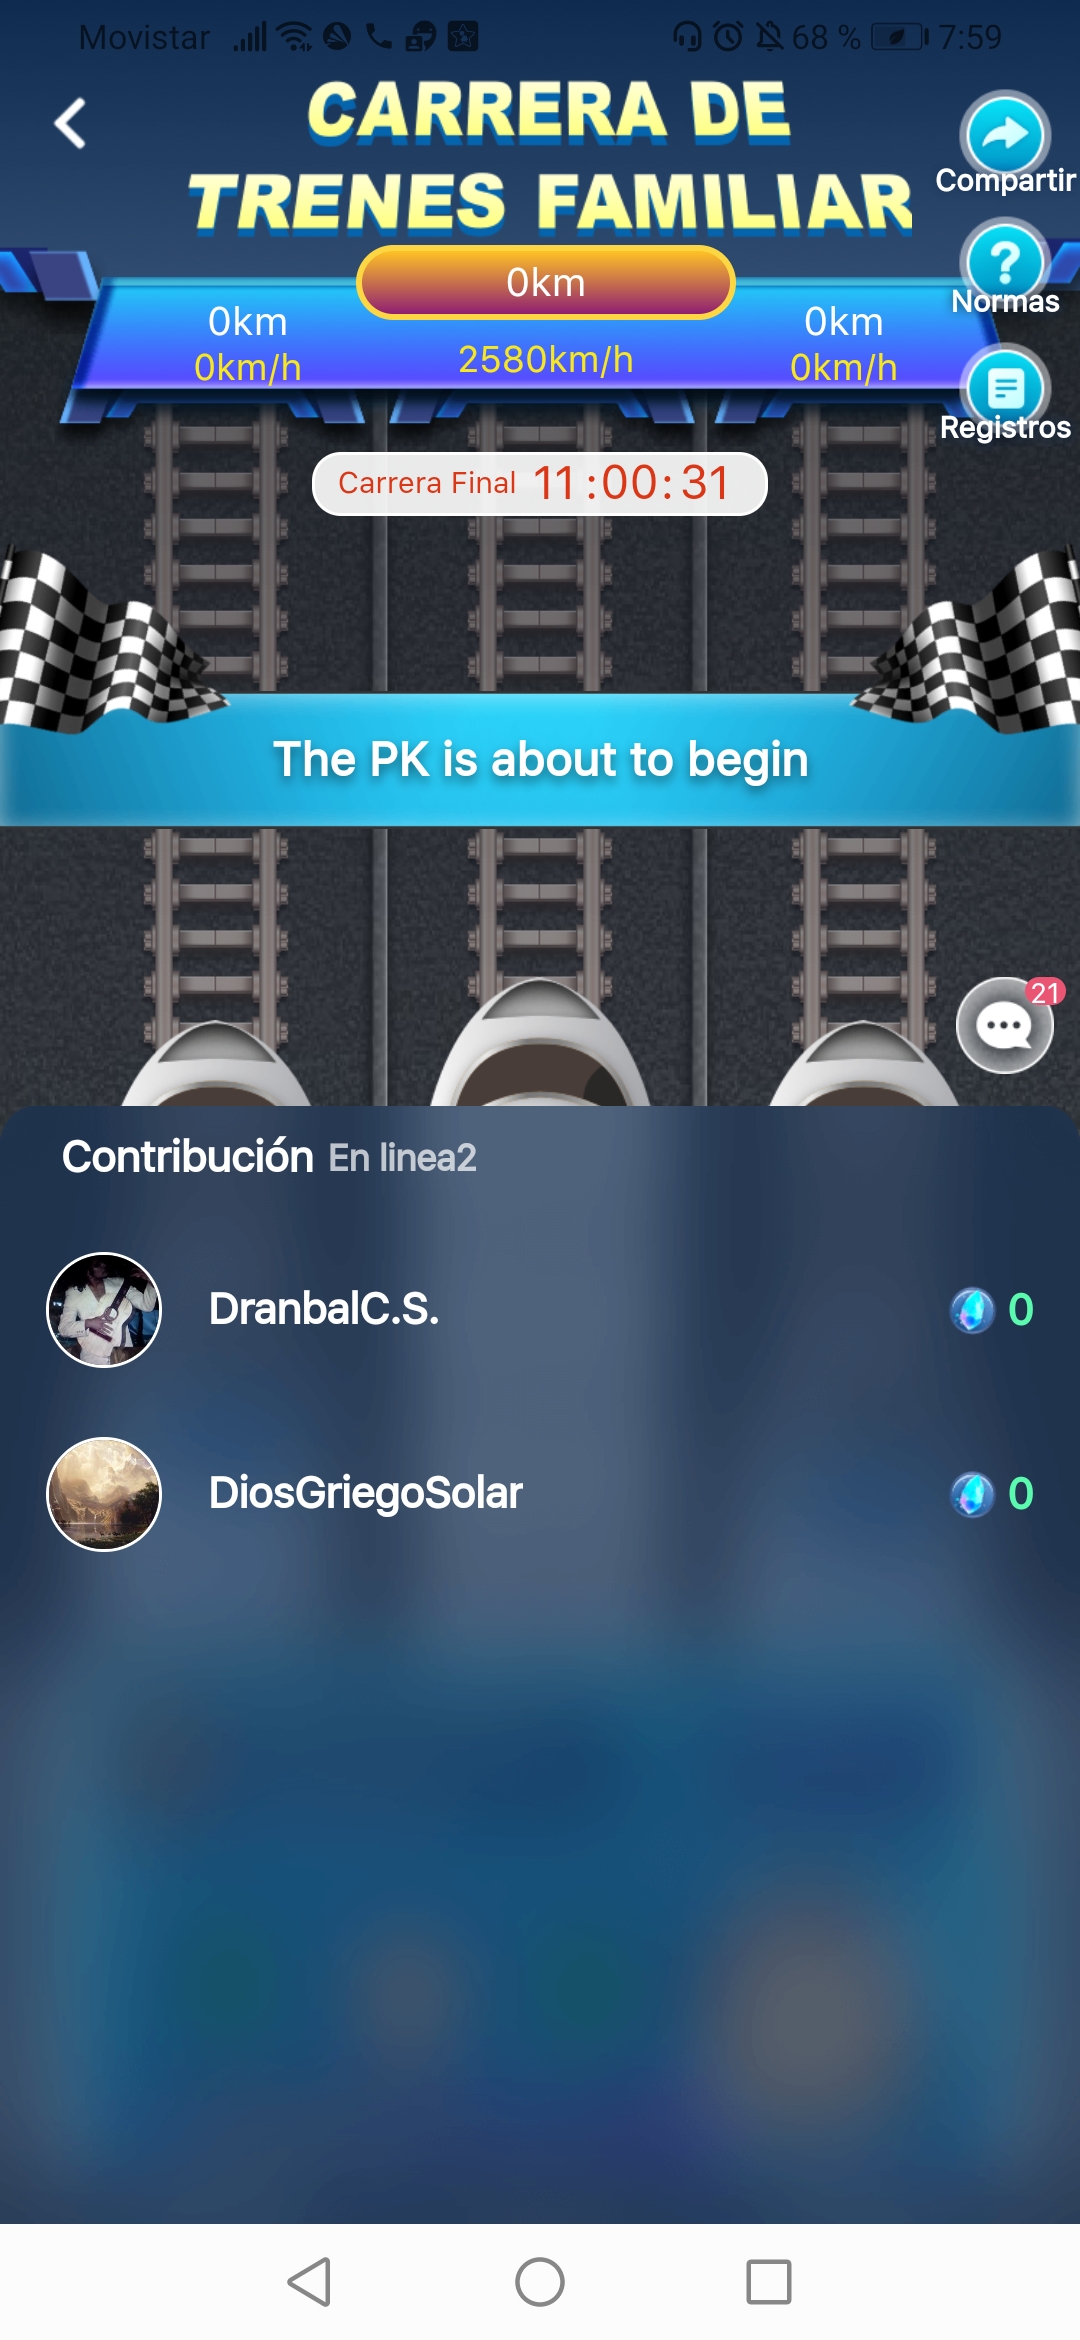 Movistar 68 % 7:59
CARRERA DE
TRENES FAMILIAR
Compartir
Normas
Registros
0km
0km
0km
0km/h
2580km/h
0km/h
Carrera Final 11:00:31
The PK is about to begin
21
Contribución En linea2
DranbalC.S. 0
DiosGriegoSolar 0